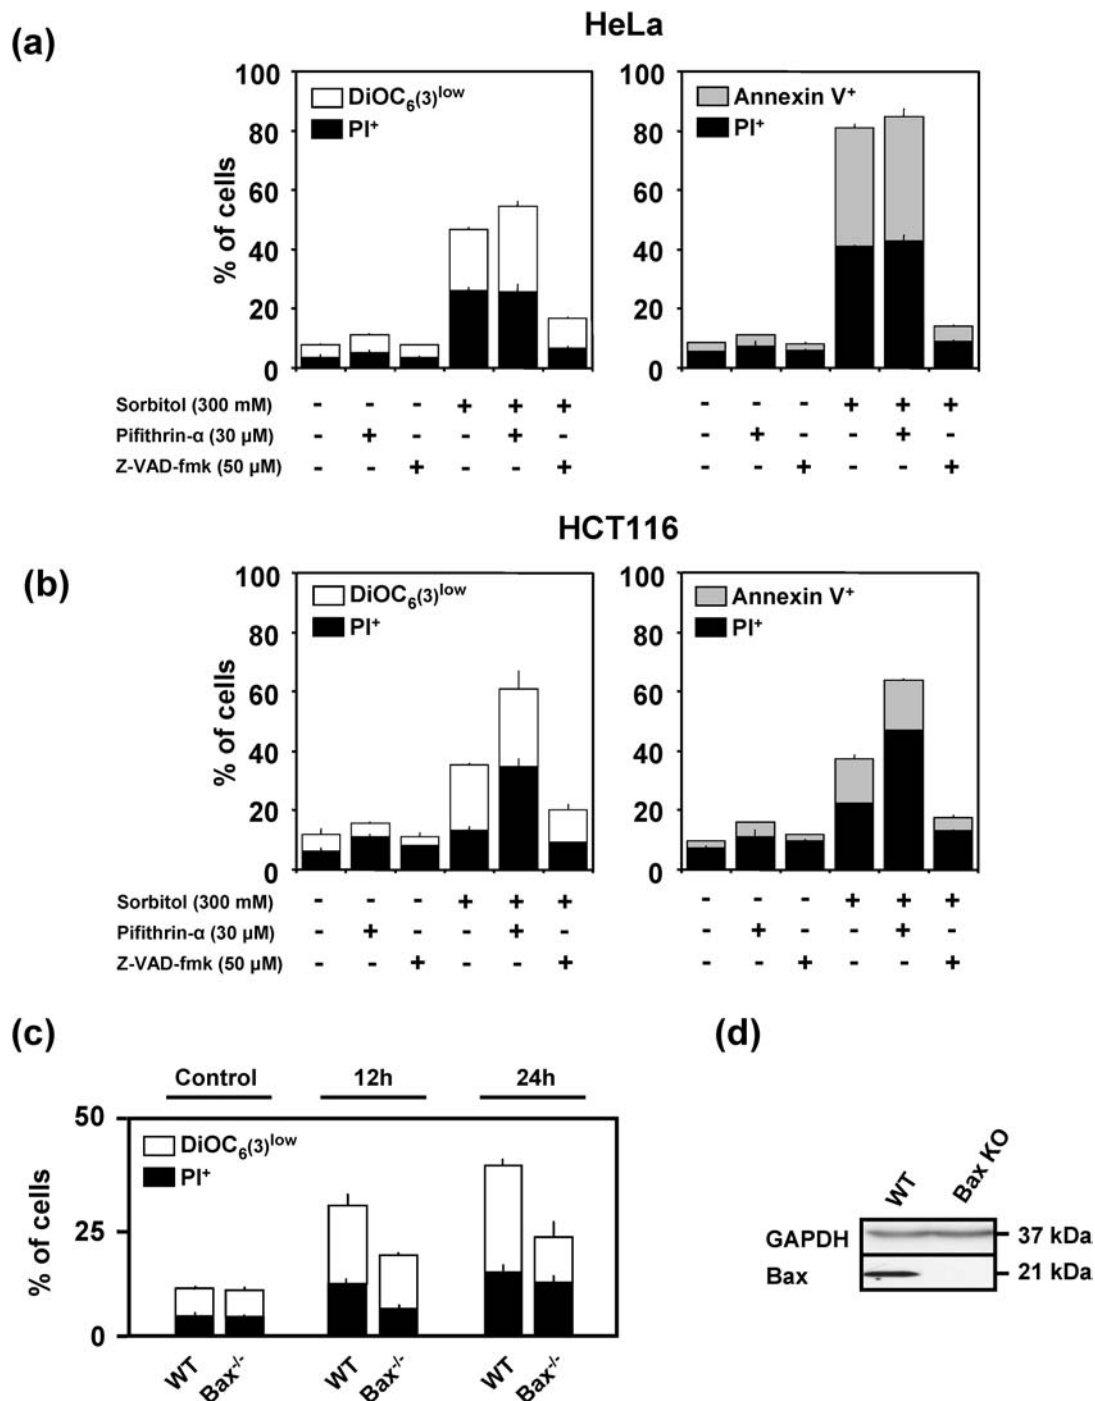 HeLa
(a)
% of cells
100
80
60
40
20
0
DiOC6(3)low
PI+
100
80
60
40
20
0
Annexin V+
PI+
Sorbitol (300 mM) - - - + + + - - - + + +
Pifithrin-α (30 µM) - + - - + - - + - - + -
Z-VAD-fmk (50 µM) - - + - - + - - + - - +
HCT116
(b)
% of cells
100
80
60
40
20
0
DiOC6(3)low
PI+
100
80
60
40
20
0
Annexin V+
PI+
Sorbitol (300 mM) - - - + + + - - - + + +
Pifithrin-α (30 µM) - + - - + - - + - - + -
Z-VAD-fmk (50 µM) - - + - - + - - + - - +
(c)
Control 12h 24h
% of cells
50
25
0
DiOC6(3)low
PI+
WT Bax-/- WT Bax-/- WT Bax-/-
(d)
WT Bax KO
GAPDH 37 kDa
Bax 21 kDa